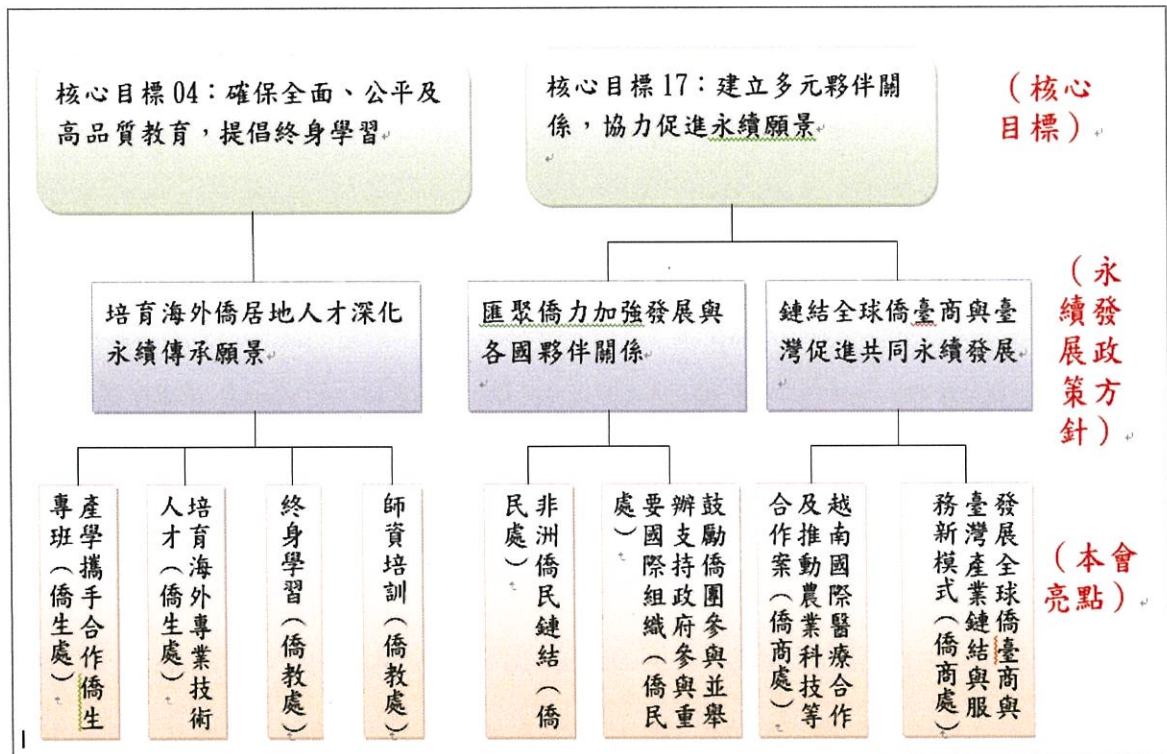 核心目標 04：確保全面、公平及
高品質教育，提倡終身學習
核心目標 17：建立多元夥伴關
係，協力促進永續願景
（核心
目標）
培育海外僑居地人才深化
永續傳承願景
匯聚僑力加強發展與
各國夥伴關係
鏈結全球僑臺商與臺
灣促進共同永續發展
（永
續發
展政
策方
針）
產學攜手合作僑生
專班（僑生處）
培育海外專業技術
人才（僑生處）
終身學習（僑教處）
師資培訓（僑教處）
非洲僑民鏈結（僑
民處）
鼓勵僑團參與並舉
辦支持政府參與重
要國際組織（僑民
處）
越南國際醫療合作
及推動農業科技等
合作案（僑商處）
發展全球僑臺商與
臺灣產業鏈結與服
務新模式（僑商處）
（本會
亮點）